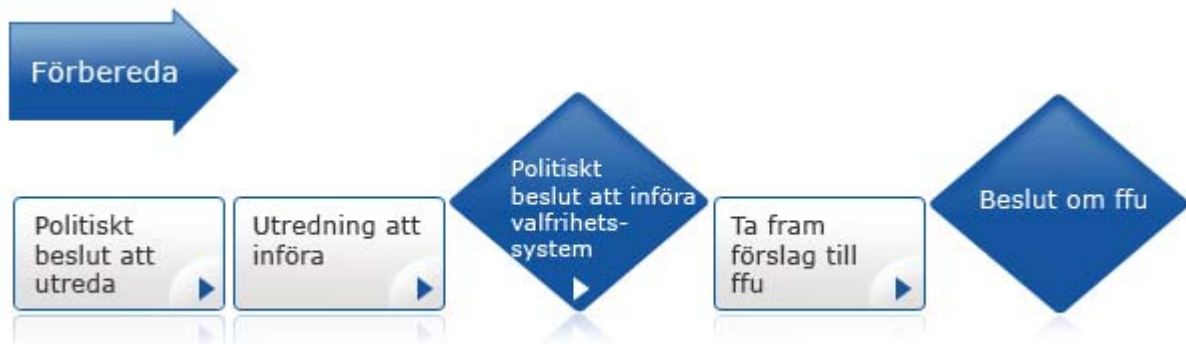 Förbereda
Politiskt
beslut att
utreda
Utredning att
införa
Politiskt
beslut att införa
valfrihets-
system
Ta fram
förslag till
ffu
Beslut om ffu